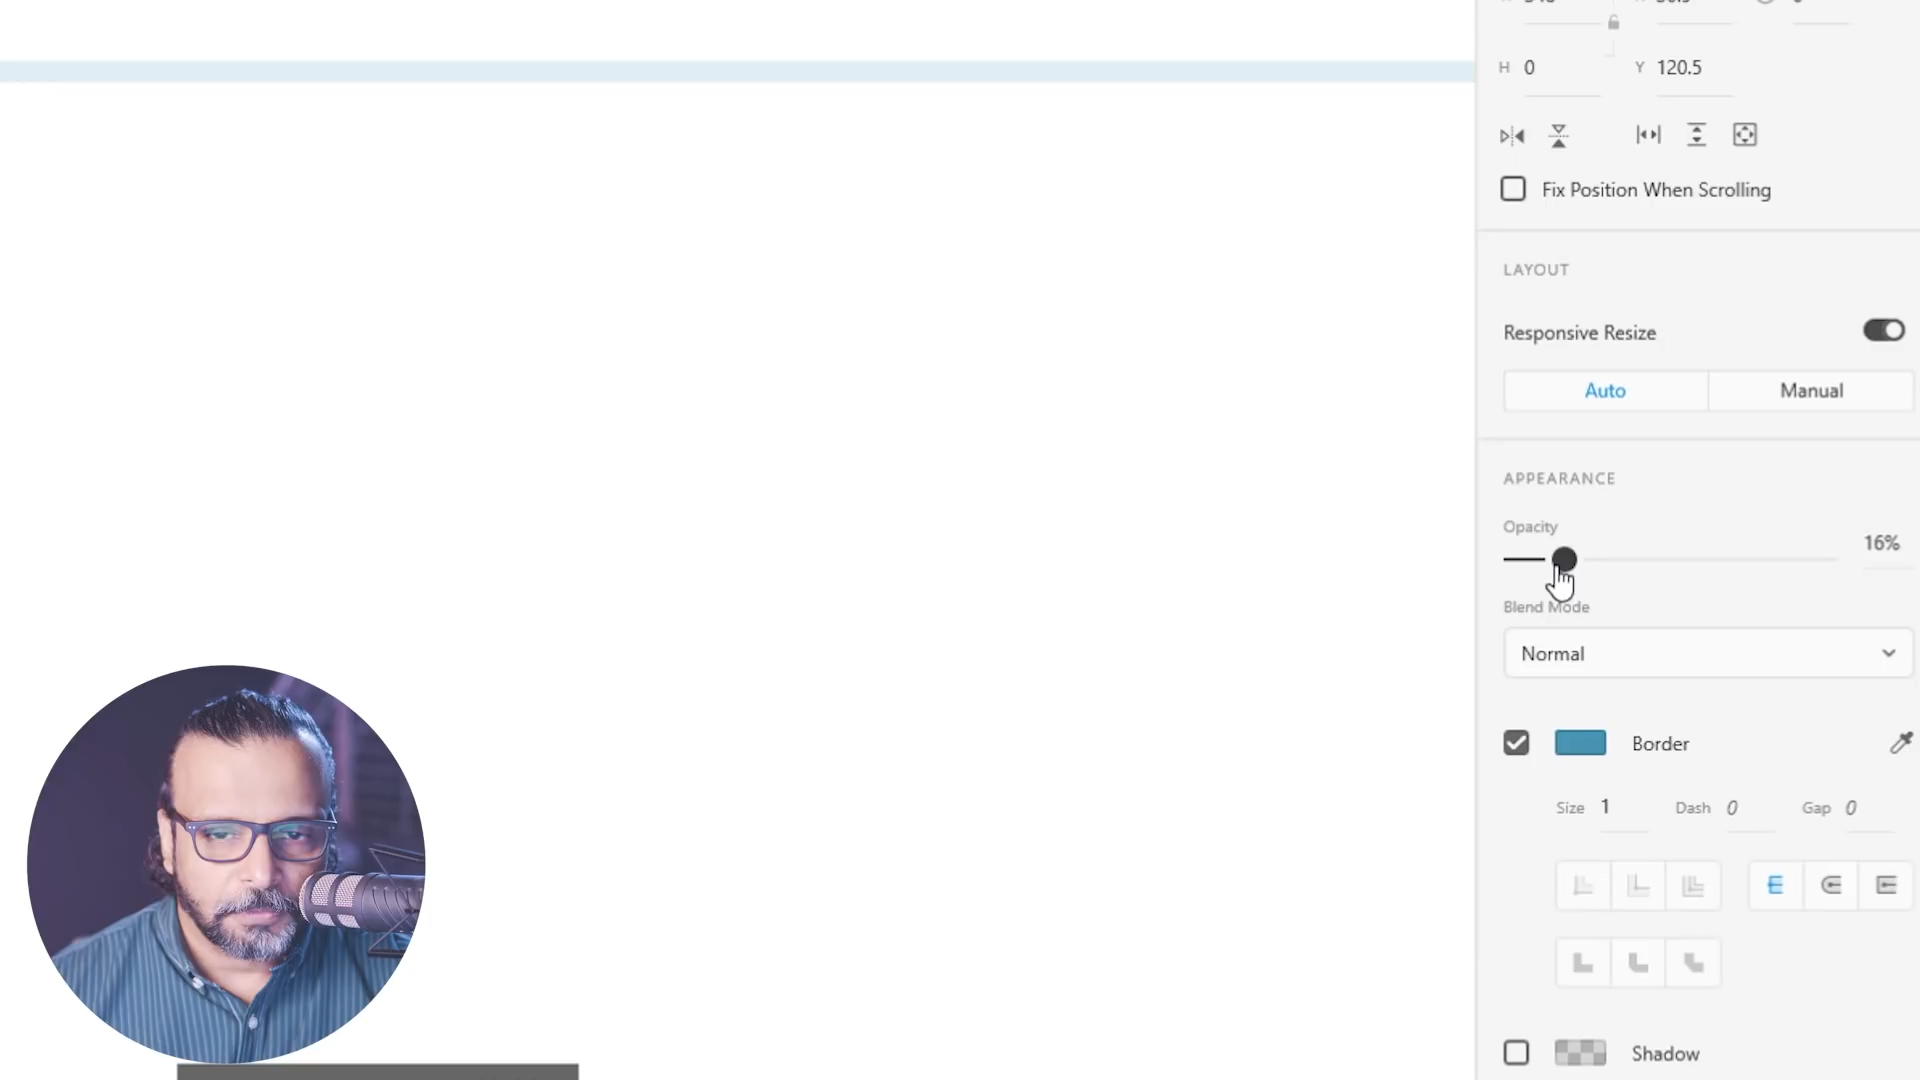 H 0 Y 120.5
Fix Position When Scrolling
LAYOUT
Responsive Resize
Auto Manual
APPEARANCE
Opacity
16%
Blend Mode
Normal
Border
Size 1 Dash 0 Gap 0
Shadow